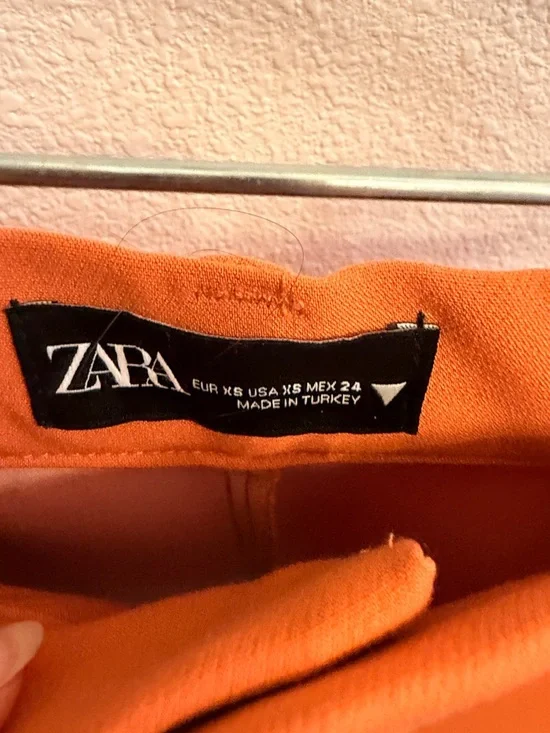 ZARA
EUR XS USA XS MEX 24
MADE IN TURKEY